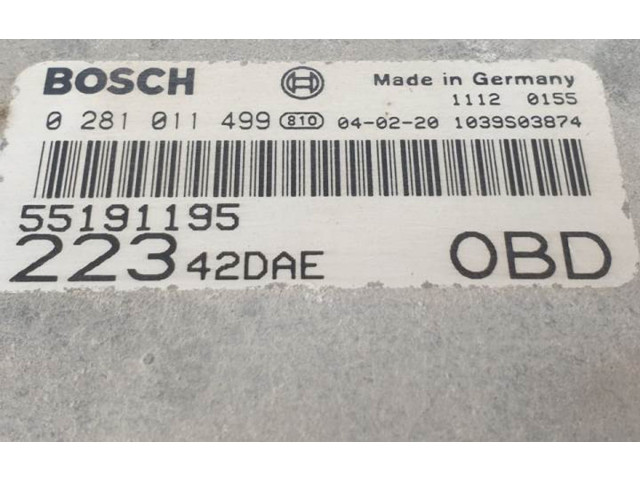 BOSCH Made in Germany
1112 0155
0 281 011 499 810 04-02-20 1039S03874
55191195
223 42DAE OBD